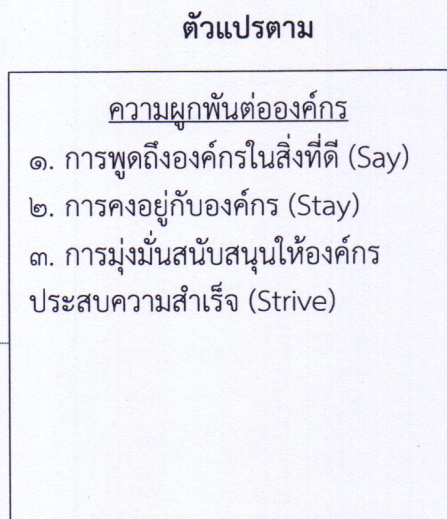 ตัวแปรตาม
ความผูกพันต่อองค์กร
๑. การพูดถึงองค์กรในสิ่งที่ดี (Say)
๒. การคงอยู่กับองค์กร (Stay)
๓. การมุ่งมั่นสนับสนุนให้องค์กร
ประสบความสำเร็จ (Strive)